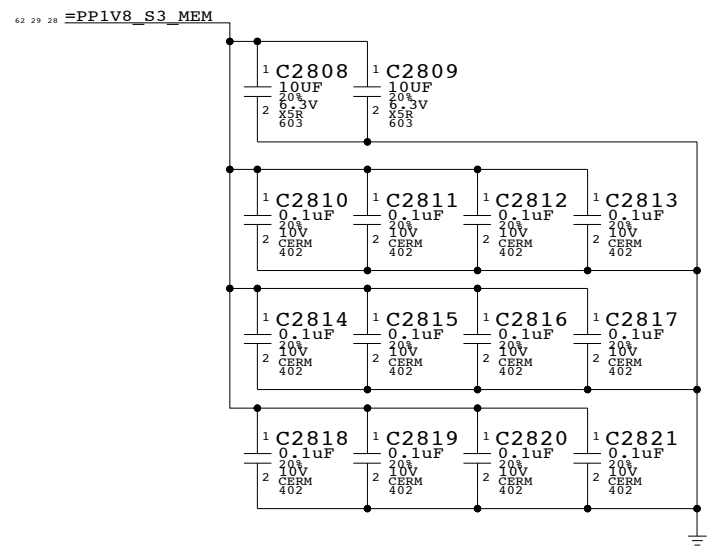 62 29 28 =PP1V8_S3_MEM
1 C2808 1 C2809
10UF 10UF
20% 20%
6.3V 6.3V
2 X5R 2 X5R
603 603
1 C2810 1 C2811 1 C2812 1 C2813
0.1uF 0.1uF 0.1uF 0.1uF
20% 20% 20% 20%
2 10V 2 10V 2 10V 2 10V
CERM CERM CERM CERM
402 402 402 402
1 C2814 1 C2815 1 C2816 1 C2817
0.1uF 0.1uF 0.1uF 0.1uF
20% 20% 20% 20%
2 10V 2 10V 2 10V 2 10V
CERM CERM CERM CERM
402 402 402 402
1 C2818 1 C2819 1 C2820 1 C2821
0.1uF 0.1uF 0.1uF 0.1uF
20% 20% 20% 20%
2 10V 2 10V 2 10V 2 10V
CERM CERM CERM CERM
402 402 402 402